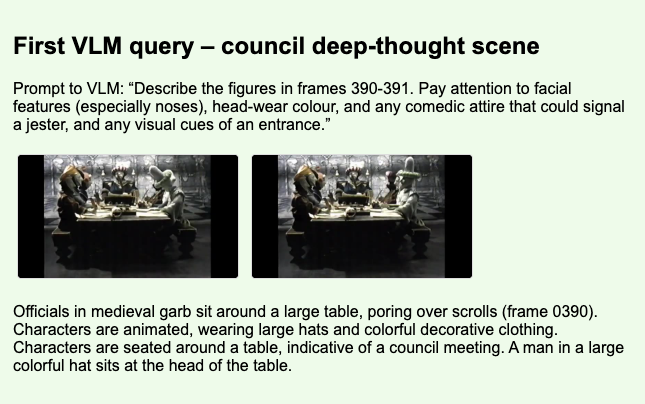 First VLM query – council deep-thought scene
Prompt to VLM: “Describe the figures in frames 390-391. Pay attention to facial
features (especially noses), head-wear colour, and any comedic attire that could signal
a jester, and any visual cues of an entrance.”
Officials in medieval garb sit around a large table, poring over scrolls (frame 0390).
Characters are animated, wearing large hats and colorful decorative clothing.
Characters are seated around a table, indicative of a council meeting. A man in a large
colorful hat sits at the head of the table.